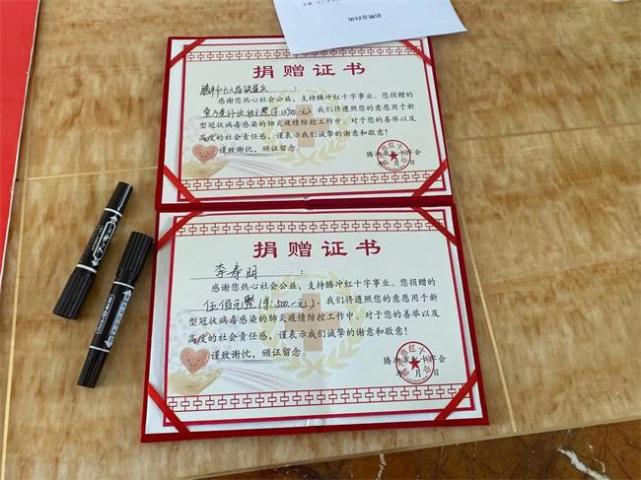 捐赠证书
感谢您热心社会公益，支持腾冲红十字事业。您捐赠的
我们将遵照您的意愿用于新
型冠状病毒感染的肺炎疫情防控工作中，对于您的善举以及
高度的社会责任感，谨表示我们诚挚的谢意和敬意！
谨致谢忱，颁证留念。
捐赠证书
李寿明：
感谢您热心社会公益，支持腾冲红十字事业。您捐赠的
伍佰元整(¥:500—元)，我们将遵照您的意愿用于新
型冠状病毒感染的肺炎疫情防控工作中，对于您的善举以及
高度的社会责任感，谨表示我们诚挚的谢意和敬意！
谨致谢忱，颁证留念。
腾冲市红十字会